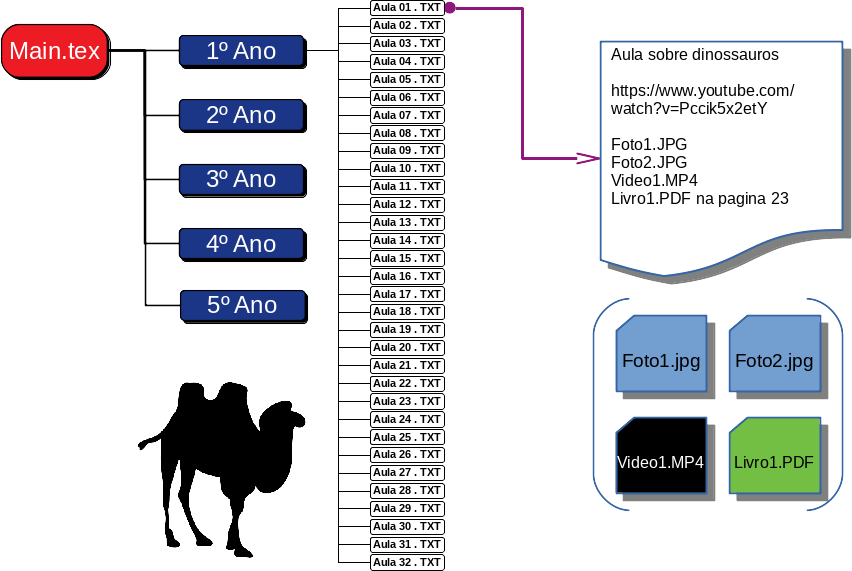 Main.tex
1º Ano
2º Ano
3º Ano
4º Ano
5º Ano
Aula 01 . TXT
Aula 02 . TXT
Aula 03 . TXT
Aula 04 . TXT
Aula 05 . TXT
Aula 06 . TXT
Aula 07 . TXT
Aula 08 . TXT
Aula 09 . TXT
Aula 10 . TXT
Aula 11 . TXT
Aula 12 . TXT
Aula 13 . TXT
Aula 14 . TXT
Aula 15 . TXT
Aula 16 . TXT
Aula 17 . TXT
Aula 18 . TXT
Aula 19 . TXT
Aula 20 . TXT
Aula 21 . TXT
Aula 22 . TXT
Aula 23 . TXT
Aula 24 . TXT
Aula 25 . TXT
Aula 26 . TXT
Aula 27 . TXT
Aula 28 . TXT
Aula 29 . TXT
Aula 30 . TXT
Aula 31 . TXT
Aula 32 . TXT
Aula sobre dinossauros
https://www.youtube.com/
watch?v=Pccik5x2etY
Foto1.JPG
Foto2.JPG
Video1.MP4
Livro1.PDF na pagina 23
Foto1.jpg
Foto2.jpg
Video1.MP4
Livro1.PDF